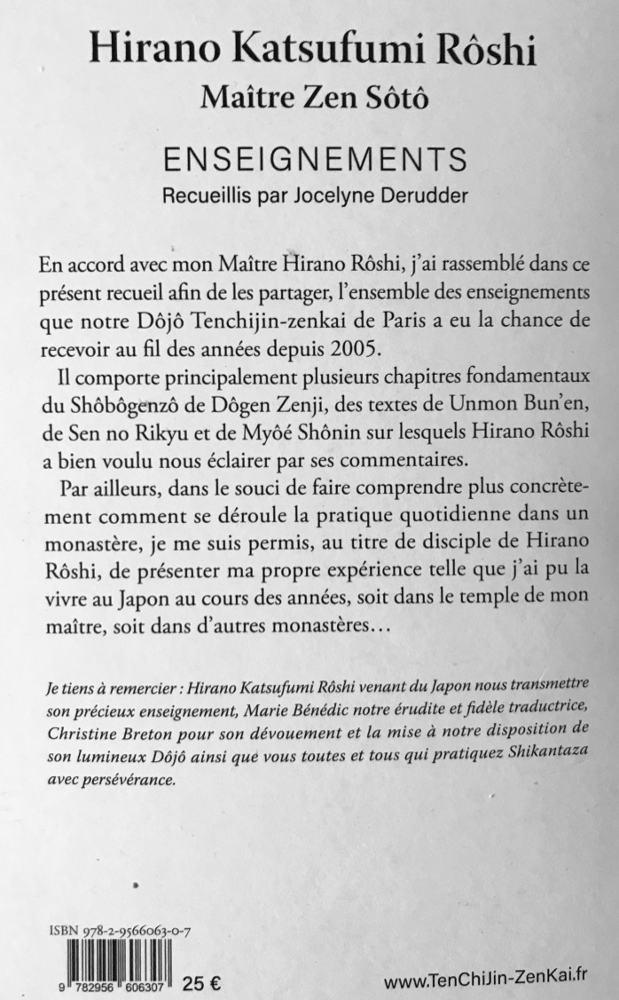 Hirano Katsufumi Rôshi
Maître Zen Sôtô
ENSEIGNEMENTS
Recueillis par Jocelyne Derudder
En accord avec mon Maître Hirano Rôshi, j'ai rassemblé dans ce
présent recueil afin de les partager, l'ensemble des enseignements
que notre Dôjô Tenchijin-zenkai de Paris a eu la chance de
recevoir au fil des années depuis 2005.
Il comporte principalement plusieurs chapitres fondamentaux
du Shôbôgenzô de Dôgen Zenji, des textes de Unmon Bun'en,
de Sen no Rikyu et de Myôé Shônin sur lesquels Hirano Rôshi
a bien voulu nous éclairer par ses commentaires.
Par ailleurs, dans le souci de faire comprendre plus concrète-
ment comment se déroule la pratique quotidienne dans un
monastère, je me suis permis, au titre de disciple de Hirano
Rôshi, de présenter ma propre expérience telle que j'ai pu la
vivre au Japon au cours des années, soit dans le temple de mon
maître, soit dans d'autres monastères…
Je tiens à remercier : Hirano Katsufumi Rôshi venant du Japon nous transmettre
son précieux enseignement, Marie Bénédic notre érudite et fidèle traductrice,
Christine Breton pour son dévouement et la mise à notre disposition de
son lumineux Dôjô ainsi que vous toutes et tous qui pratiquez Shikantaza
avec persévérance.
ISBN 978-2-9566063-0-7
9 782956 606307
25 €
www.TenChiJin-ZenKai.fr